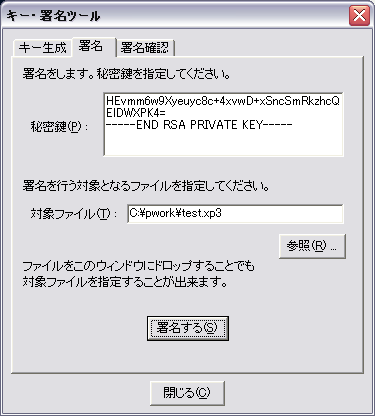 キー・署名ツール
キー生成 署名 署名確認
署名をします。秘密鍵を指定してください。
秘密鍵(P)：
HEvmm6w9Xyeuyc8c+4xvwD+xSncSmRkzhcQ
EIDWXPK4=
-----END RSA PRIVATE KEY-----
署名を行う対象となるファイルを指定してください。
対象ファイル(T)： C:¥pwork¥test.xp3
参照(R) ...
ファイルをこのウィンドウにドロップすることでも
対象ファイルを指定することが出来ます。
署名する(S)
閉じる(C)